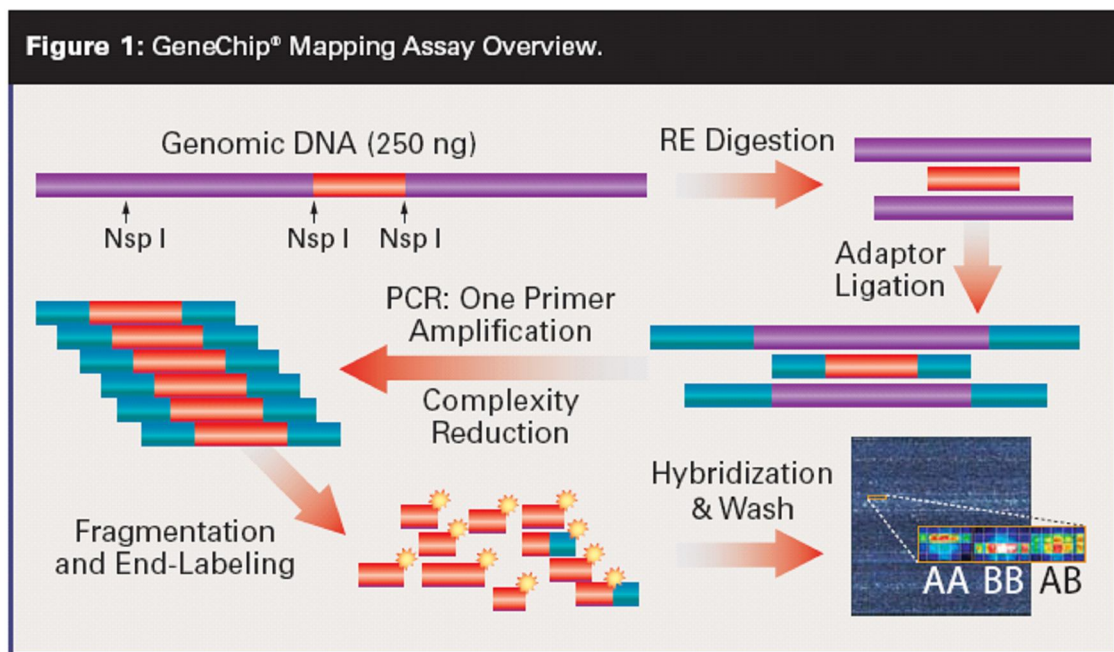 Figure 1: GeneChip® Mapping Assay Overview.
Genomic DNA (250 ng)
RE Digestion
Nsp I
Nsp I
Nsp I
Adaptor
Ligation
PCR: One Primer
Amplification
Complexity
Reduction
Fragmentation
and End-Labeling
Hybridization
& Wash
AA
BB
AB